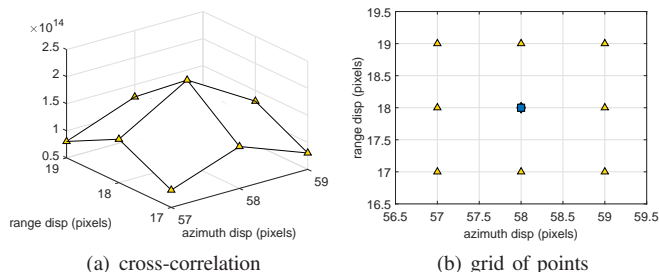 ×10^14
2.5
2
1.5
1
0.5
19
18
17
57
58
59
range disp (pixels)
azimuth disp (pixels)
(a) cross-correlation
19.5
19
18.5
18
17.5
17
16.5
56.5 57 57.5 58 58.5 59 59.5
range disp (pixels)
azimuth disp (pixels)
(b) grid of points